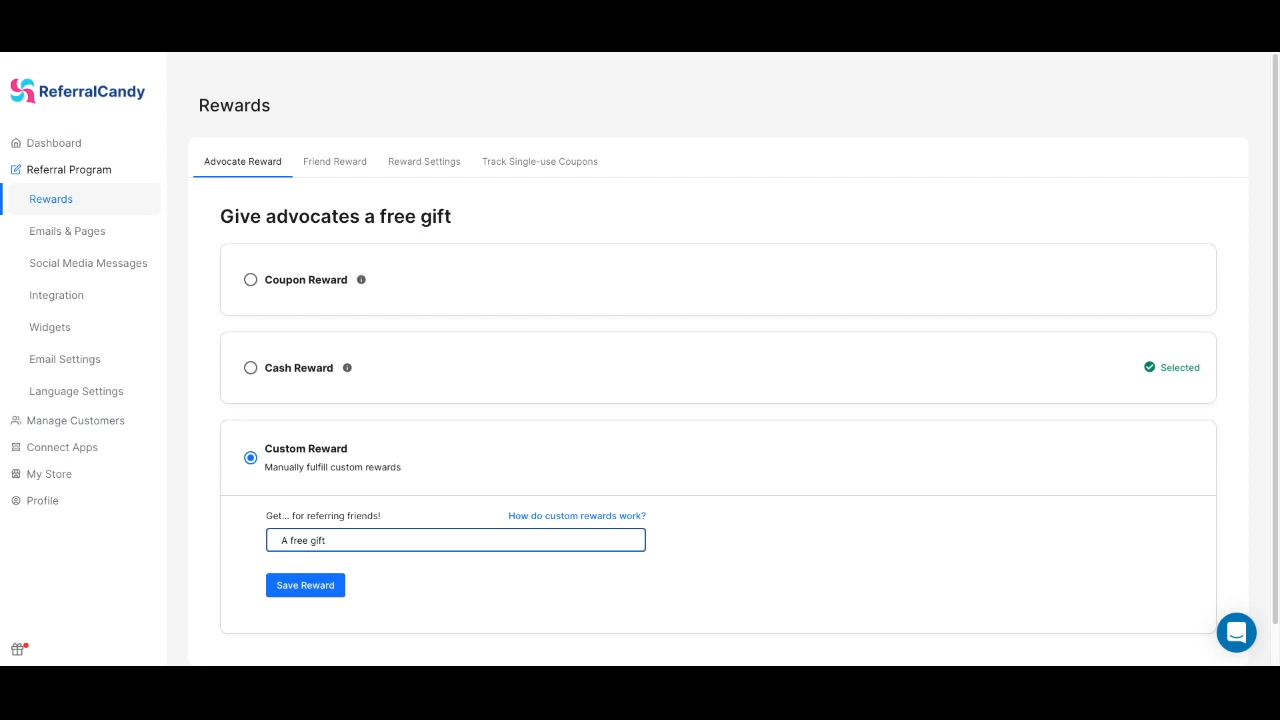 ReferralCandy
Dashboard
Referral Program
Rewards
Emails & Pages
Social Media Messages
Integration
Widgets
Email Settings
Language Settings
Manage Customers
Connect Apps
My Store
Profile
Rewards
Advocate Reward Friend Reward Reward Settings Track Single-use Coupons
Give advocates a free gift
Coupon Reward
Cash Reward Selected
Custom Reward
Manually fulfill custom rewards
Get... for referring friends! How do custom rewards work?
A free gift
Save Reward